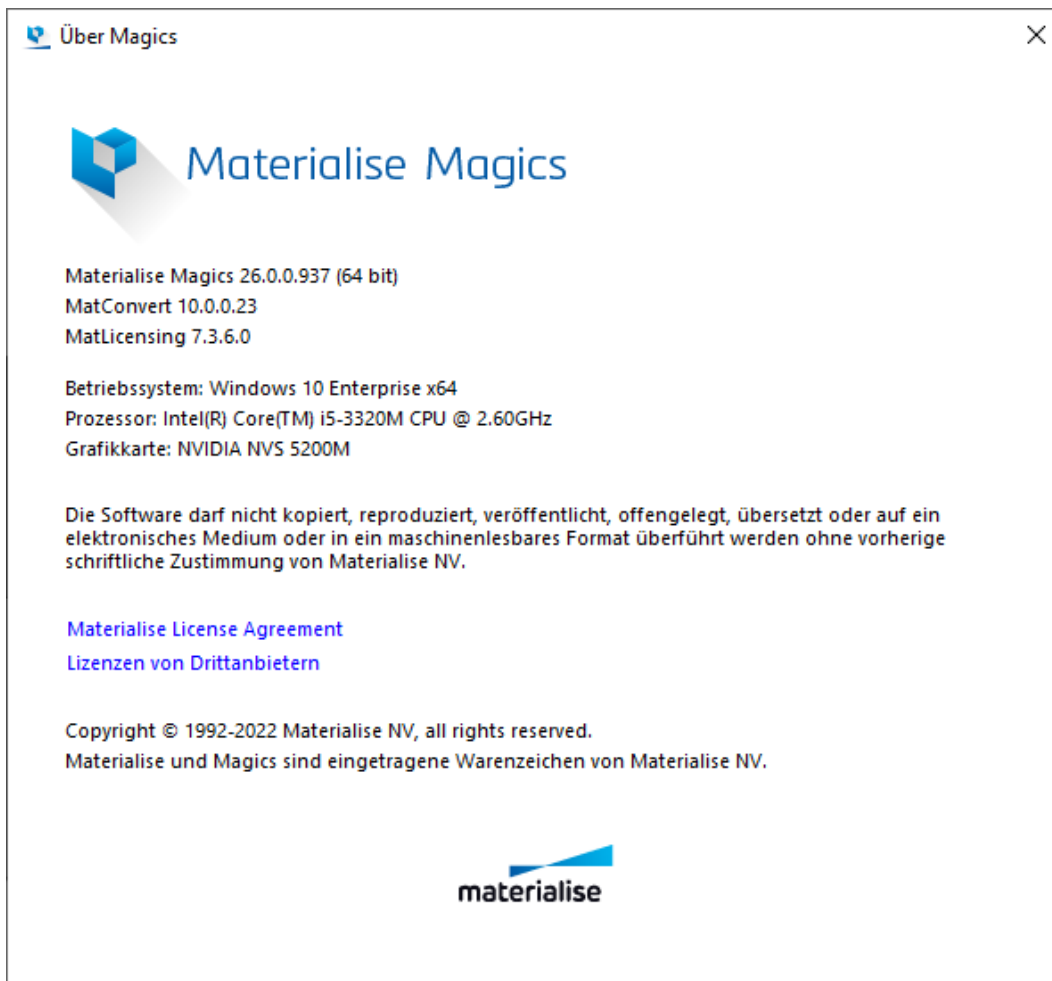 Über Magics
Materialise Magics
Materialise Magics 26.0.0.937 (64 bit)
MatConvert 10.0.0.23
MatLicensing 7.3.6.0
Betriebssystem: Windows 10 Enterprise x64
Prozessor: Intel(R) Core(TM) i5-3320M CPU @ 2.60GHz
Grafikkarte: NVIDIA NVS 5200M
Die Software darf nicht kopiert, reproduziert, veröffentlicht, offengelegt, übersetzt oder auf ein
elektronisches Medium oder in ein maschinenlesbares Format überführt werden ohne vorherige
schriftliche Zustimmung von Materialise NV.
Materialise License Agreement
Lizenzen von Drittanbietern
Copyright © 1992-2022 Materialise NV, all rights reserved.
Materialise und Magics sind eingetragene Warenzeichen von Materialise NV.
materialise